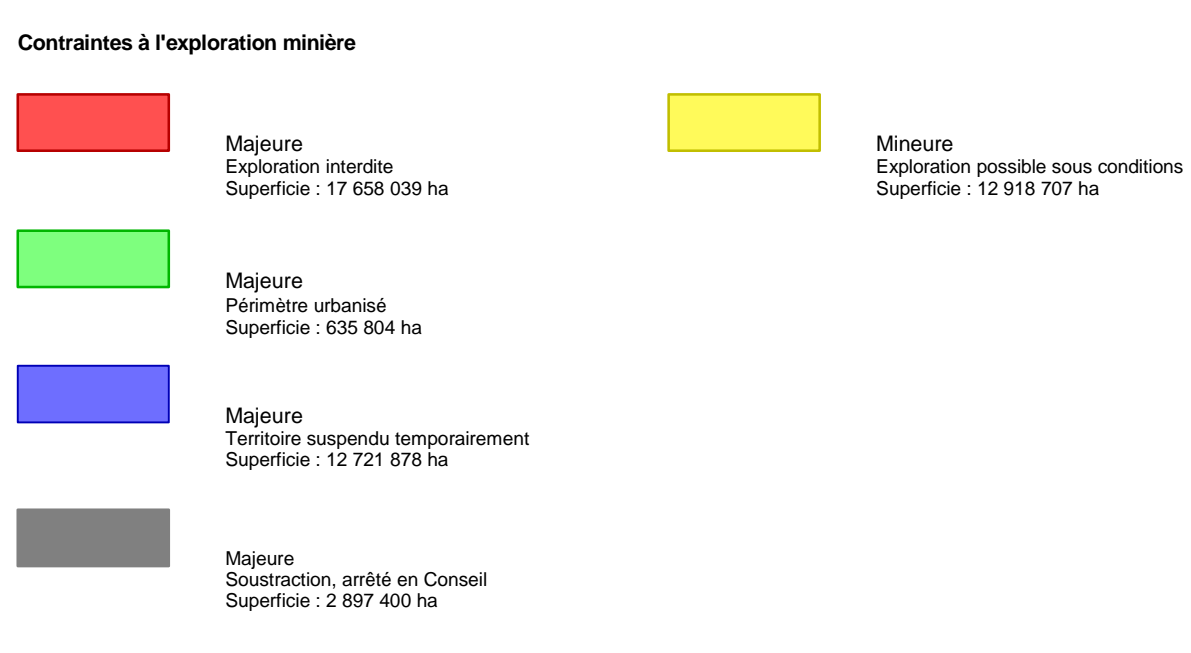 Contraintes à l'exploration minière
Majeure
Exploration interdite
Superficie : 17 658 039 ha
Mineure
Exploration possible sous conditions
Superficie : 12 918 707 ha
Majeure
Périmètre urbanisé
Superficie : 635 804 ha
Majeure
Territoire suspendu temporairement
Superficie : 12 721 878 ha
Majeure
Soustraction, arrêté en Conseil
Superficie : 2 897 400 ha